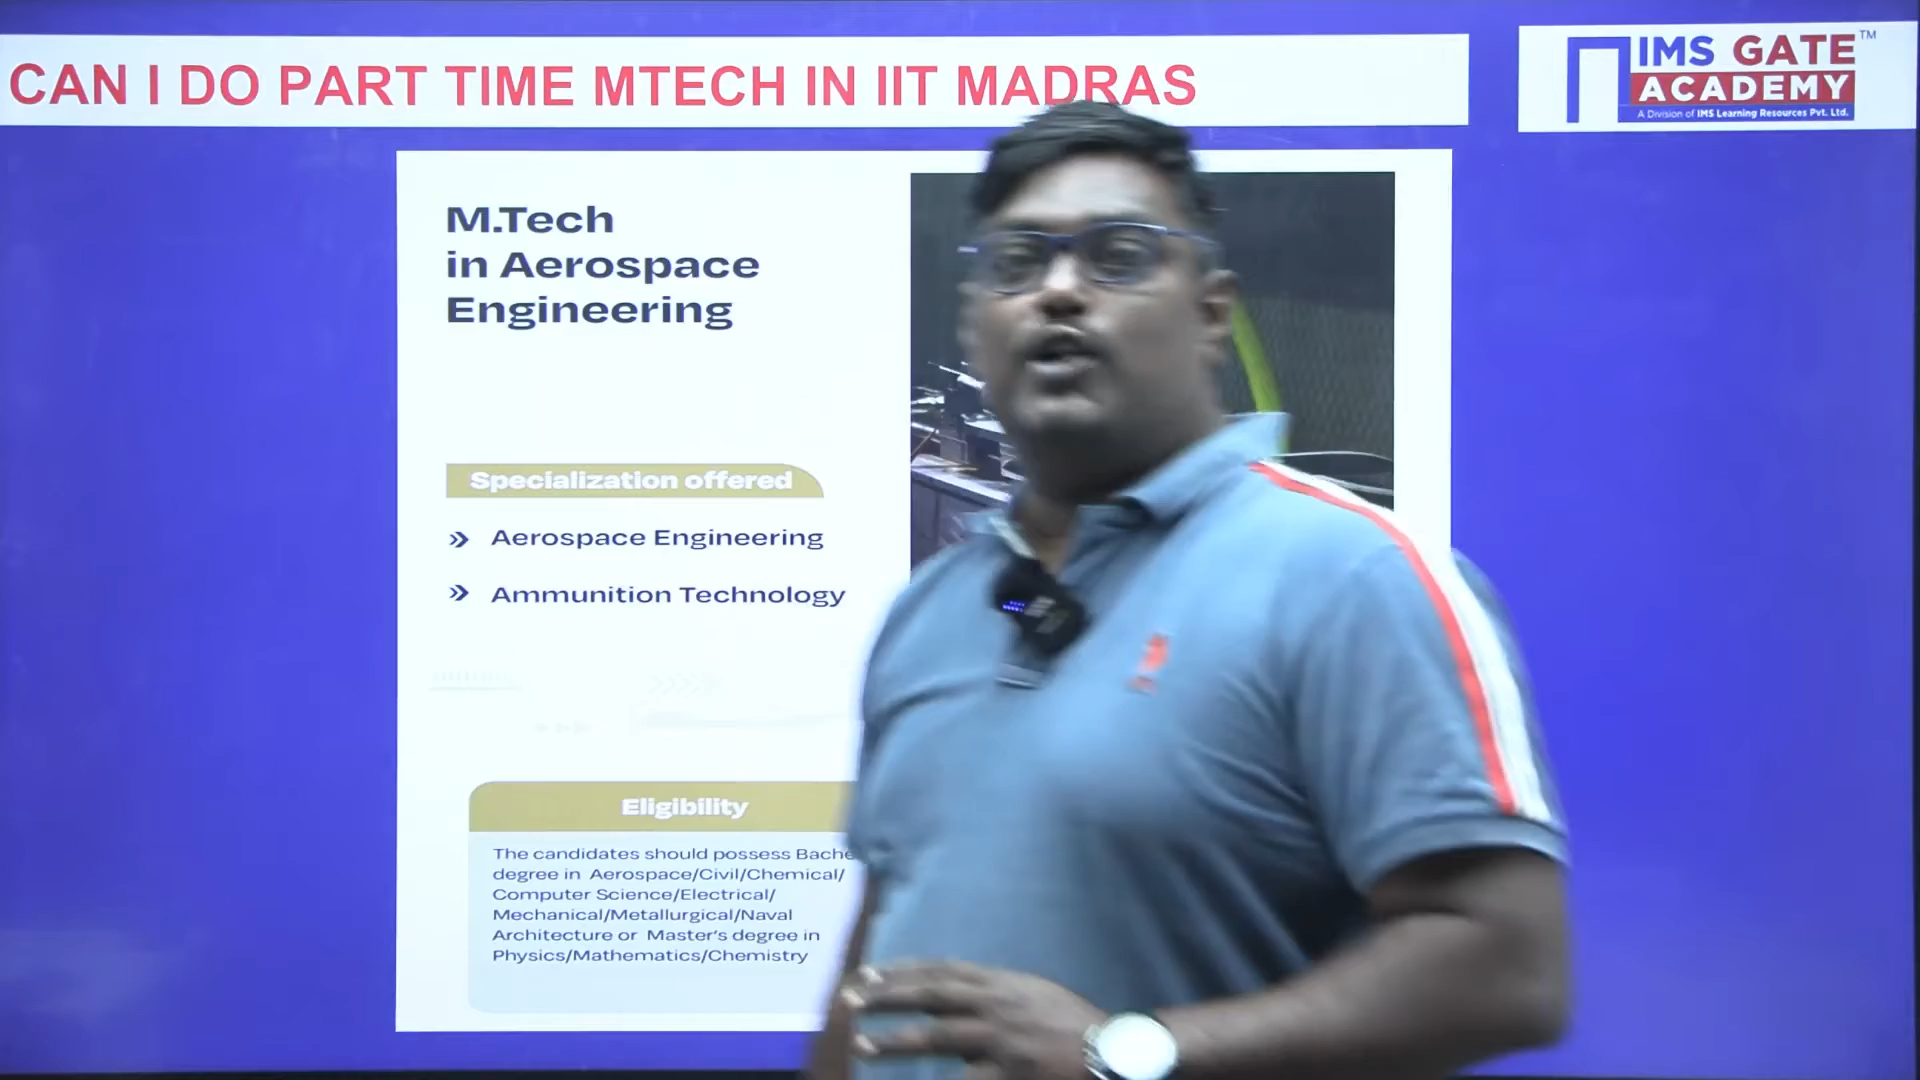 CAN I DO PART TIME MTECH IN IIT MADRAS
IMS GATE
ACADEMY
TM
A Division of IMS Learning Resources Pvt. Ltd.
M.Tech
in Aerospace
Engineering
Specialization offered
» Aerospace Engineering
» Ammunition Technology
Eligibility
The candidates should possess
degree in Aerospace/Civil/Chemical/
Computer Science/Electrical/
Mechanical/Metallurgical/Naval
Architecture or Master's degree in
Physics/Mathematics/Chemistry